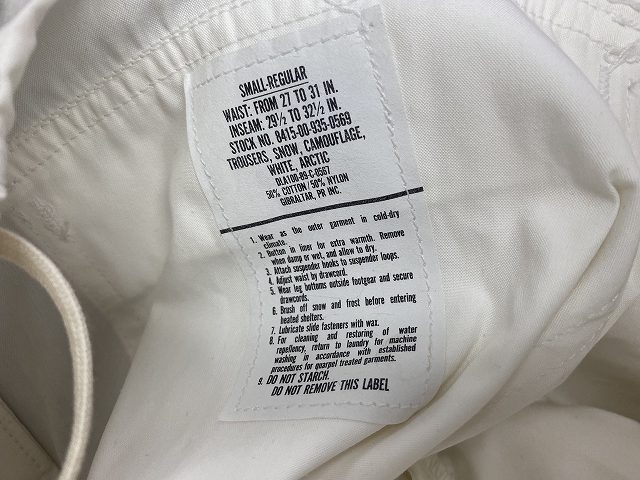 SMALL-REGULAR
WAIST: FROM 27 TO 31 IN.
INSEAM: 29½ TO 32½ IN.
STOCK NO. 8415-00-935-0569
TROUSERS, SNOW, CAMOUFLAGE,
WHITE, ARCTIC
DLA100-89-C-0567
50% COTTON/50% NYLON
GIBRALTAR, PR INC.
1. Wear as the outer garment in cold-dry
climate.
2. Button in liner for extra warmth. Remove
when damp or wet, and allow to dry.
3. Attach suspender hooks to suspender loops.
4. Adjust waist by drawcord.
5. Wear leg bottoms outside footgear and secure
drawcords.
6. Brush off snow and frost before entering
heated shelters.
7. Lubricate slide fasteners with wax.
8. For cleaning and restoring of water
repellency, return to laundry for machine
washing in accordance with established
procedures for quarpel treated garments.
9. DO NOT STARCH.
DO NOT REMOVE THIS LABEL